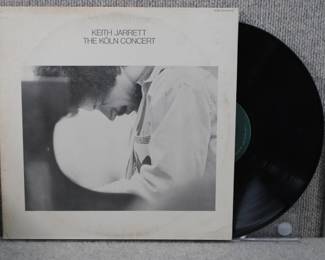 KEITH JARRETT
THE KÖLN CONCERT